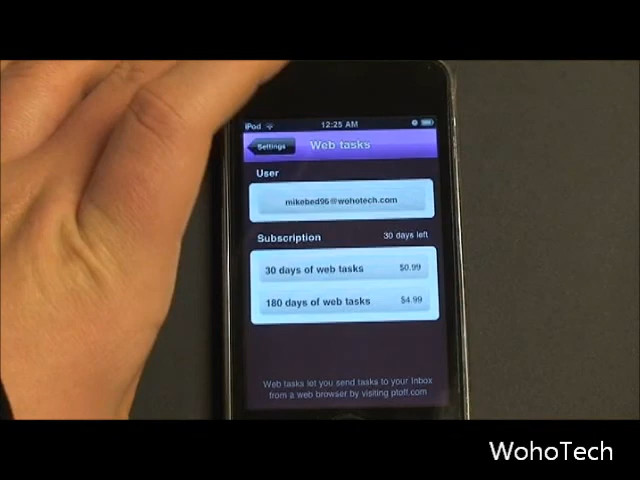 iPod 12:25 AM
Settings Web tasks
User
mikebed96@wohotech.com
Subscription 30 days left
30 days of web tasks $0.99
180 days of web tasks $4.99
Web tasks let you send tasks to your Inbox
from a web browser by visiting ptoff.com
WohoTech